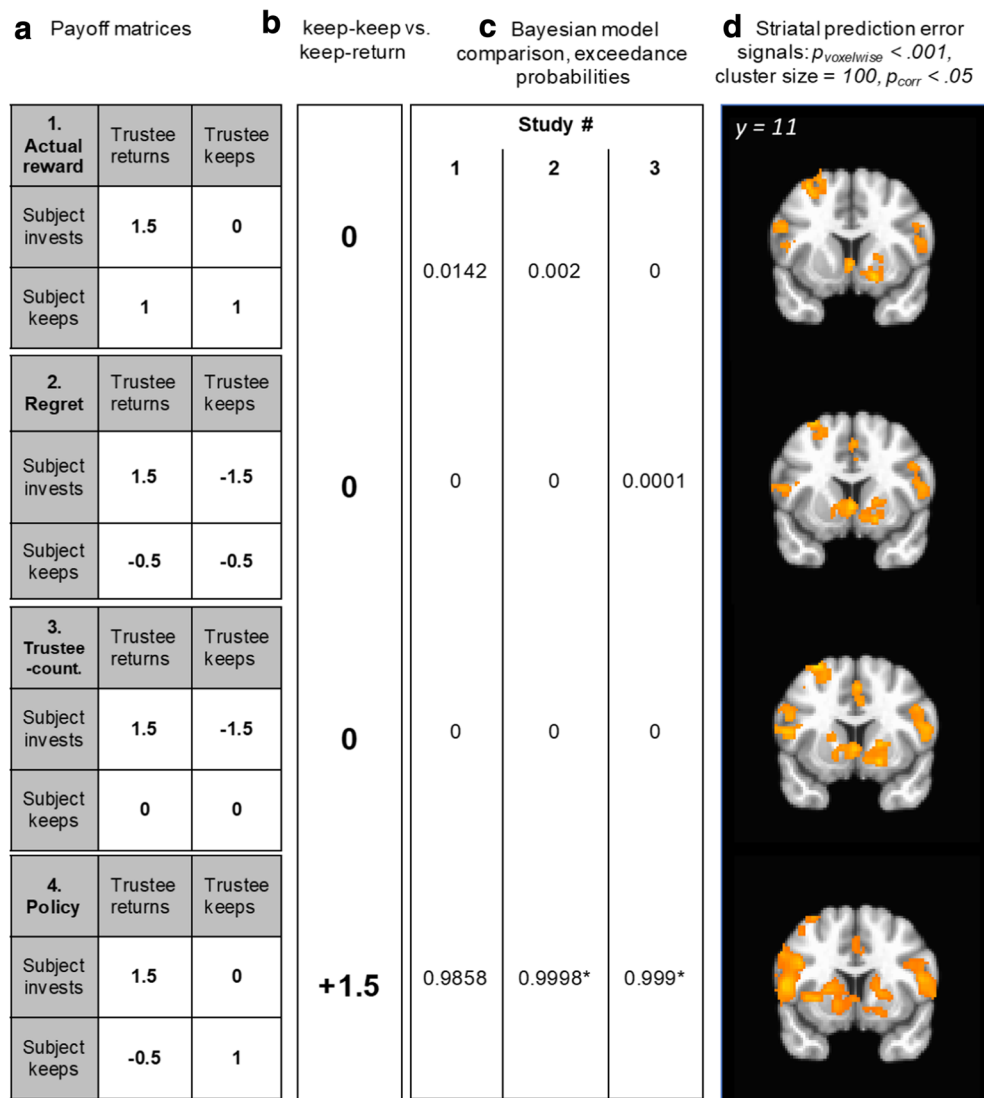 a Payoff matrices
b keep-keep vs.
keep-return
c Bayesian model
comparison, exceedance
probabilities
d Striatal prediction error
signals: p_voxelwise < .001,
cluster size = 100, p_corr < .05
1.
Actual
reward
Trustee
returns
Trustee
keeps
Subject
invests
1.5
0
Subject
keeps
1
1
2.
Regret
Trustee
returns
Trustee
keeps
Subject
invests
1.5
-1.5
Subject
keeps
-0.5
-0.5
3.
Trustee
-count.
Trustee
returns
Trustee
keeps
Subject
invests
1.5
-1.5
Subject
keeps
0
0
4.
Policy
Trustee
returns
Trustee
keeps
Subject
invests
1.5
0
Subject
keeps
-0.5
1
0
0
0
+1.5
Study #
1 2 3
0.0142 0.002 0
0 0 0.0001
0 0 0
0.9858 0.9998* 0.999*
y = 11